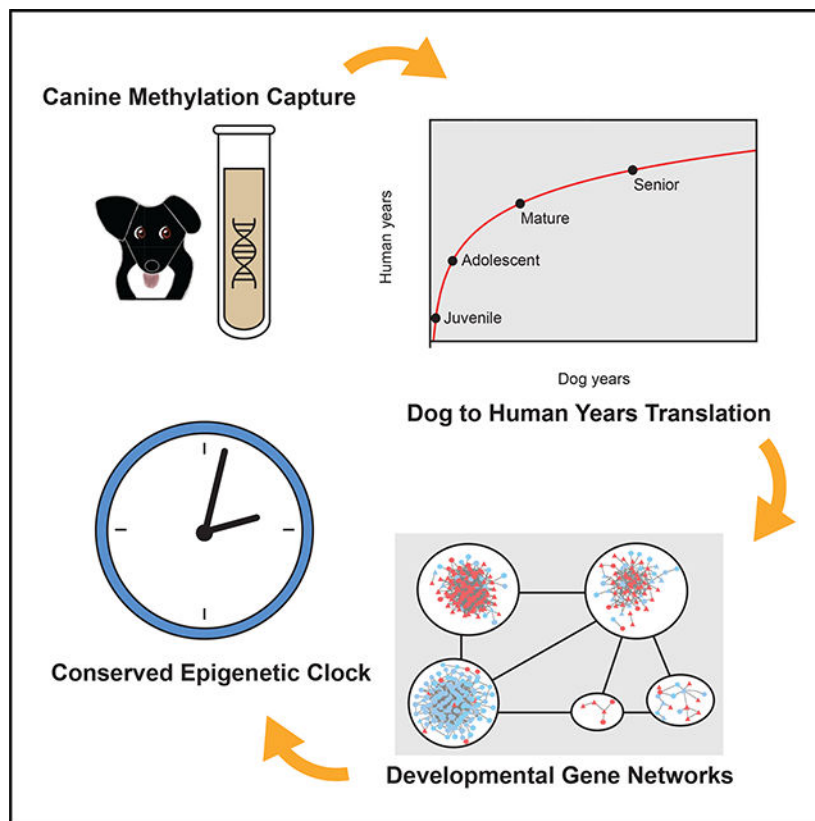 Canine Methylation Capture
Human years
Senior
Mature
Adolescent
Juvenile
Dog years
Dog to Human Years Translation
Conserved Epigenetic Clock
Developmental Gene Networks